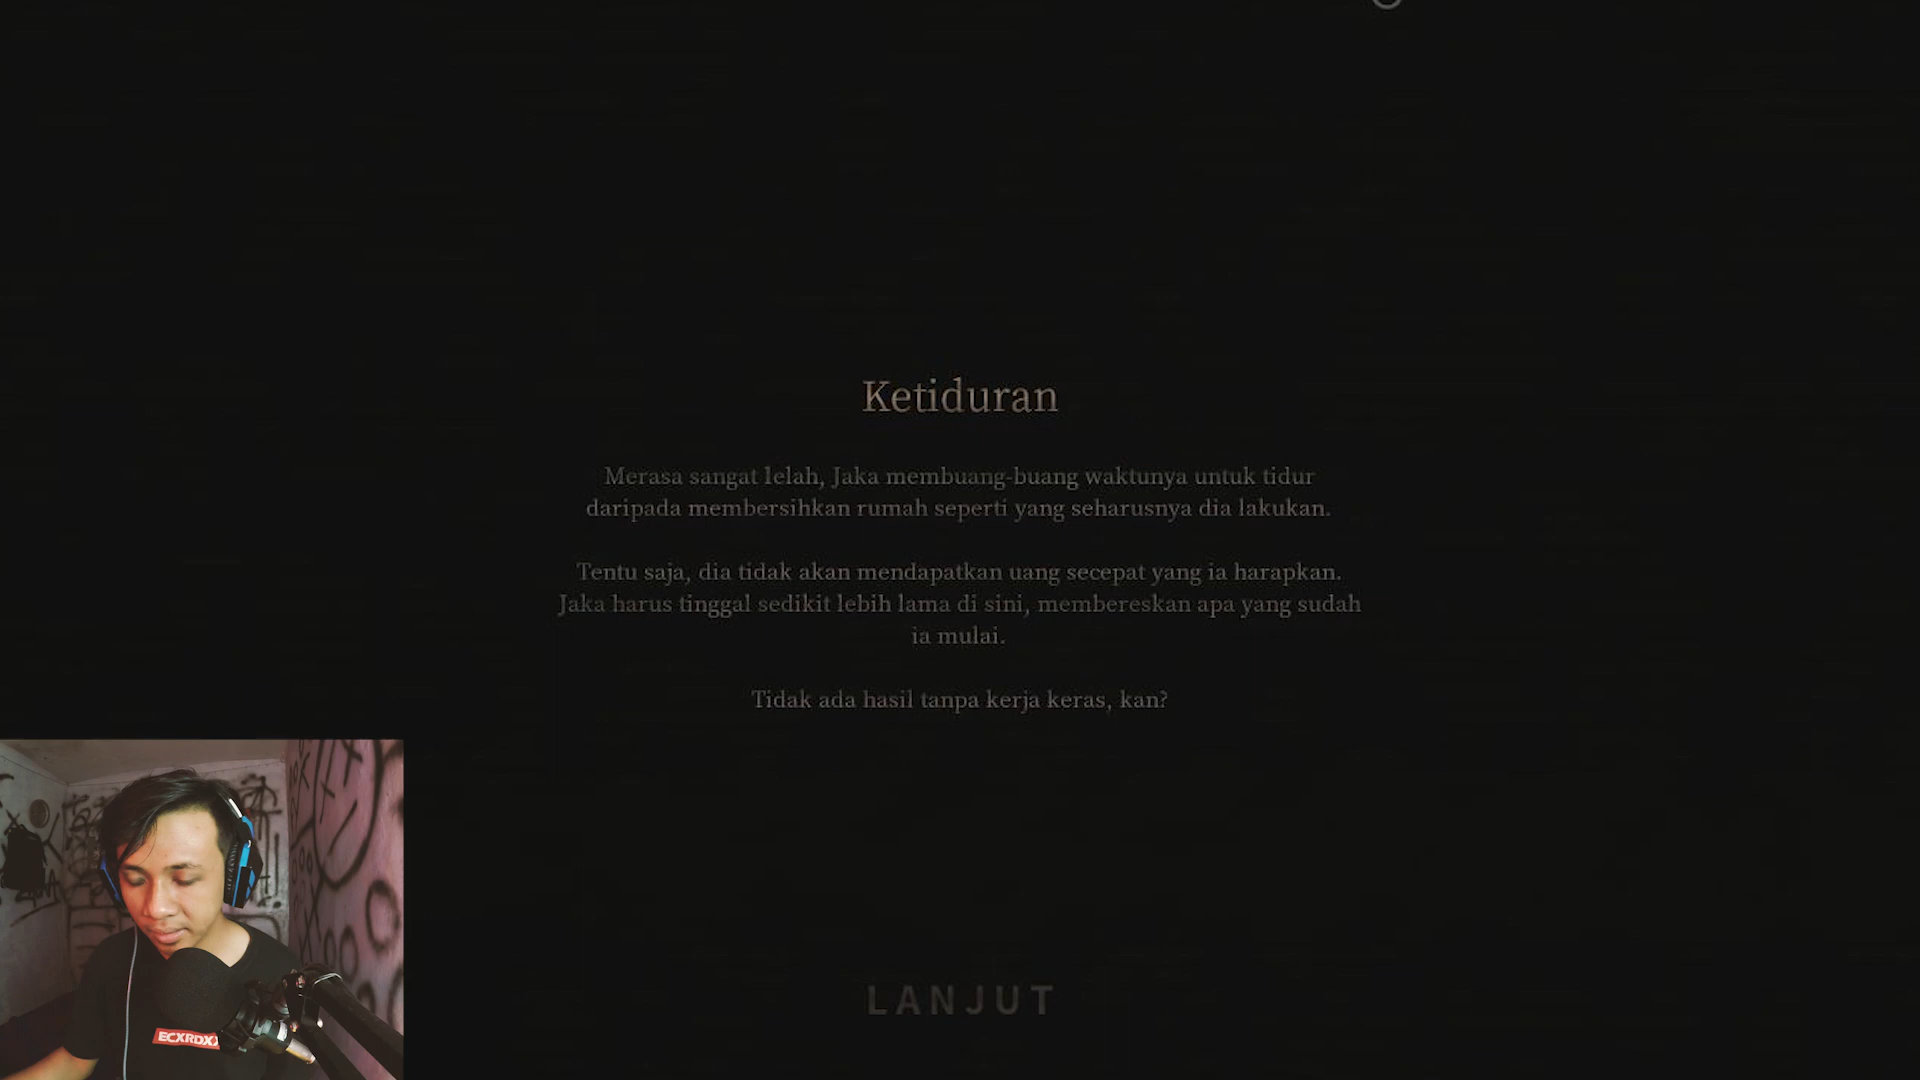 Ketiduran
Merasa sangat lelah, Jaka membuang-buang waktunya untuk tidur
daripada membersihkan rumah seperti yang seharusnya dia lakukan.
Tentu saja, dia tidak akan mendapatkan uang secepat yang ia harapkan.
Jaka harus tinggal sedikit lebih lama di sini, membereskan apa yang sudah
ia mulai.
Tidak ada hasil tanpa kerja keras, kan?
LANJUT